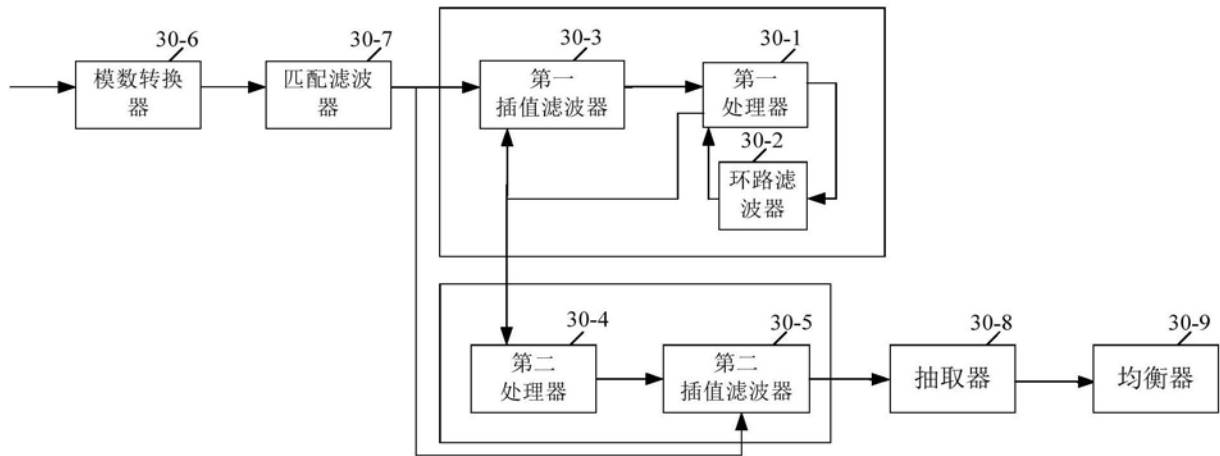 30-6
模数转换
器
30-7
匹配滤波
器
30-3
第一
插值滤波器
30-1
第一
处理器
30-2
环路滤
波器
30-4
第二
处理器
30-5
第二
插值滤波器
30-8
抽取器
30-9
均衡器